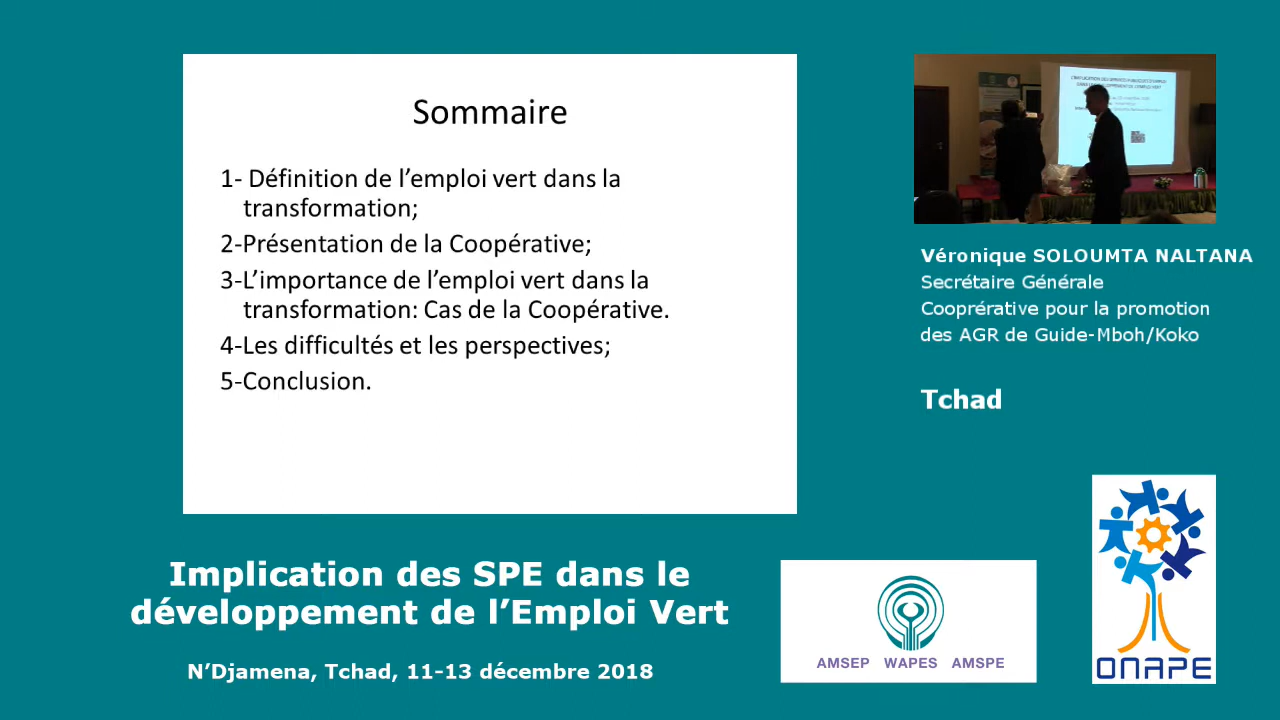 Sommaire
1- Définition de l’emploi vert dans la
transformation;
2-Présentation de la Coopérative;
3-L’importance de l’emploi vert dans la
transformation: Cas de la Coopérative.
4-Les difficultés et les perspectives;
5-Conclusion.
Véronique SOLOUMTA NALTANA
Secrétaire Générale
Cooprérative pour la promotion
des AGR de Guide-Mboh/Koko
Tchad
Implication des SPE dans le
développement de l’Emploi Vert
N’Djamena, Tchad, 11-13 décembre 2018
AMSEP WAPES AMSPE
ONAPE